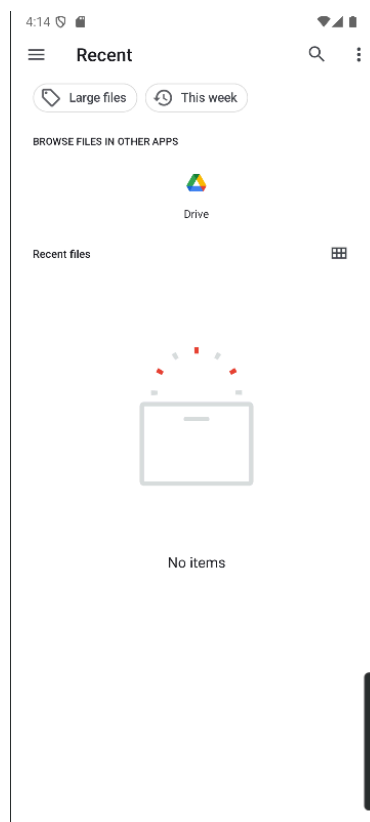 4:14
Recent
Large files
This week
BROWSE FILES IN OTHER APPS
Drive
Recent files
No items